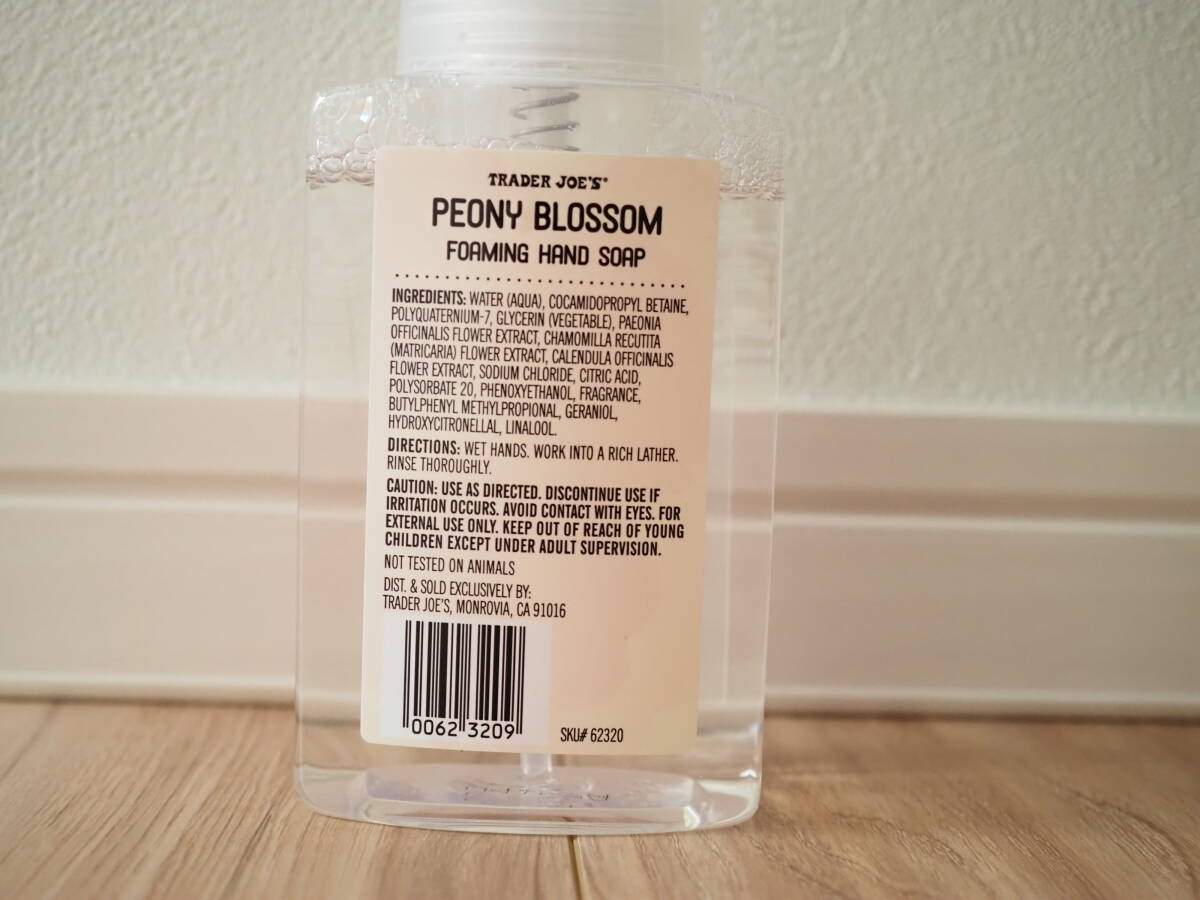 TRADER JOE'S®
PEONY BLOSSOM
FOAMING HAND SOAP
INGREDIENTS: WATER (AQUA), COCAMIDOPROPYL BETAINE,
POLYQUATERNIUM-7, GLYCERIN (VEGETABLE), PAEONIA
OFFICINALIS FLOWER EXTRACT, CHAMOMILLA RECUTITA
(MATRICARIA) FLOWER EXTRACT, CALENDULA OFFICINALIS
FLOWER EXTRACT, SODIUM CHLORIDE, CITRIC ACID,
POLYSORBATE 20, PHENOXYETHANOL, FRAGRANCE,
BUTYLPHENYL METHYLPROPIONAL, GERANIOL,
HYDROXYCITRONELLAL, LINALOOL.
DIRECTIONS: WET HANDS. WORK INTO A RICH LATHER.
RINSE THOROUGHLY.
CAUTION: USE AS DIRECTED. DISCONTINUE USE IF
IRRITATION OCCURS. AVOID CONTACT WITH EYES. FOR
EXTERNAL USE ONLY. KEEP OUT OF REACH OF YOUNG
CHILDREN EXCEPT UNDER ADULT SUPERVISION.
NOT TESTED ON ANIMALS
DIST. & SOLD EXCLUSIVELY BY:
TRADER JOE'S, MONROVIA, CA 91016
0062 3209
SKU# 62320